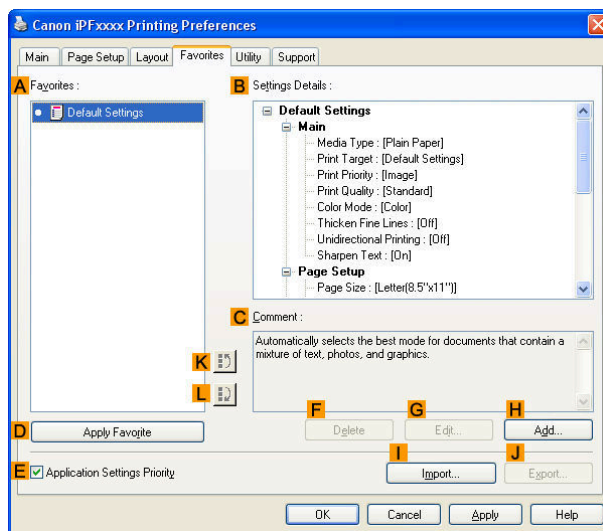 Canon iPFxxxx Printing Preferences
Main Page Setup Layout Favorites Utility Support
A Favorites :
B Settings Details :
Default Settings
Default Settings
Main
Media Type : [Plain Paper]
Print Target : [Default Settings]
Print Priority : [Image]
Print Quality : [Standard]
Color Mode : [Color]
Thicken Fine Lines : [Off]
Unidirectional Printing : [Off]
Sharpen Text : [On]
Page Setup
Page Size : [Letter(8.5"x11")]
C Comment :
Automatically selects the best mode for documents that contain a
mixture of text, photos, and graphics.
K
L
F G H
D Apply Favorite Delete Edit... Add...
I J
E Application Settings Priority Import... Export...
OK Cancel Apply Help